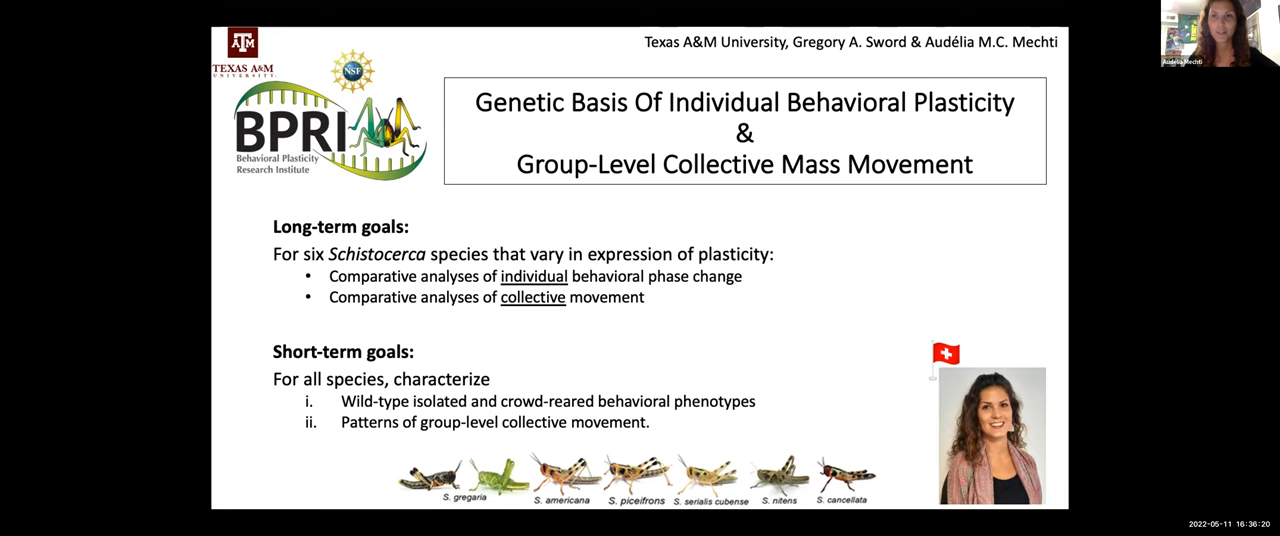 Texas A&M University, Gregory A. Sword & Audélia M.C. Mechti
Audélia Mechti
ATM
TEXAS A&M
UNIVERSITY.
NSF
BPRI
Behavioral Plasticity
Research Institute
Genetic Basis Of Individual Behavioral Plasticity
&
Group-Level Collective Mass Movement
Long-term goals:
For six Schistocerca species that vary in expression of plasticity:
• Comparative analyses of individual behavioral phase change
• Comparative analyses of collective movement
Short-term goals:
For all species, characterize
i. Wild-type isolated and crowd-reared behavioral phenotypes
ii. Patterns of group-level collective movement.
S. gregaria
S. americana
S. piceifrons
S. serialis cubense
S. nitens
S. cancellata
2022-05-11 16:36:20